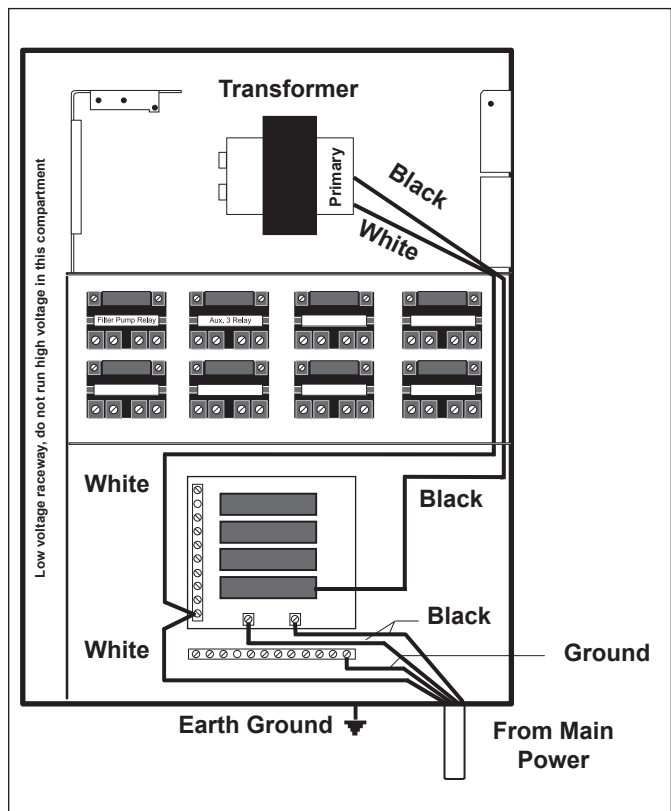 Transformer
Primary
Black
White
Low voltage raceway, do not run high voltage in this compartment
Filter Pump Relay
Aux. 3 Relay
White
Black
Black
White
Ground
Earth Ground
From Main
Power